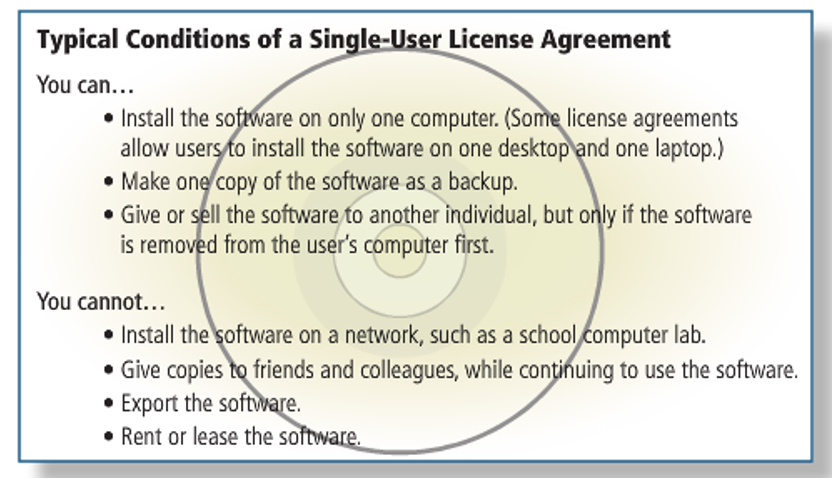 Typical Conditions of a Single-User License Agreement
You can…
• Install the software on only one computer. (Some license agreements
allow users to install the software on one desktop and one laptop.)
• Make one copy of the software as a backup.
• Give or sell the software to another individual, but only if the software
is removed from the user's computer first.
You cannot…
• Install the software on a network, such as a school computer lab.
• Give copies to friends and colleagues, while continuing to use the software.
• Export the software.
• Rent or lease the software.